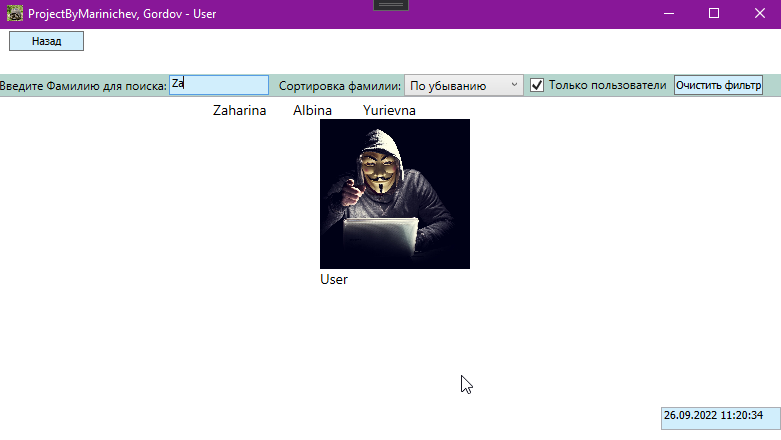 ProjectByMarinichev, Gordov - User
Назад
Введите Фамилию для поиска: Za Сортировка фамилии: По убыванию Только пользователи Очистить фильтр
Zaharina Albina Yurievna
User
26.09.2022 11:20:34